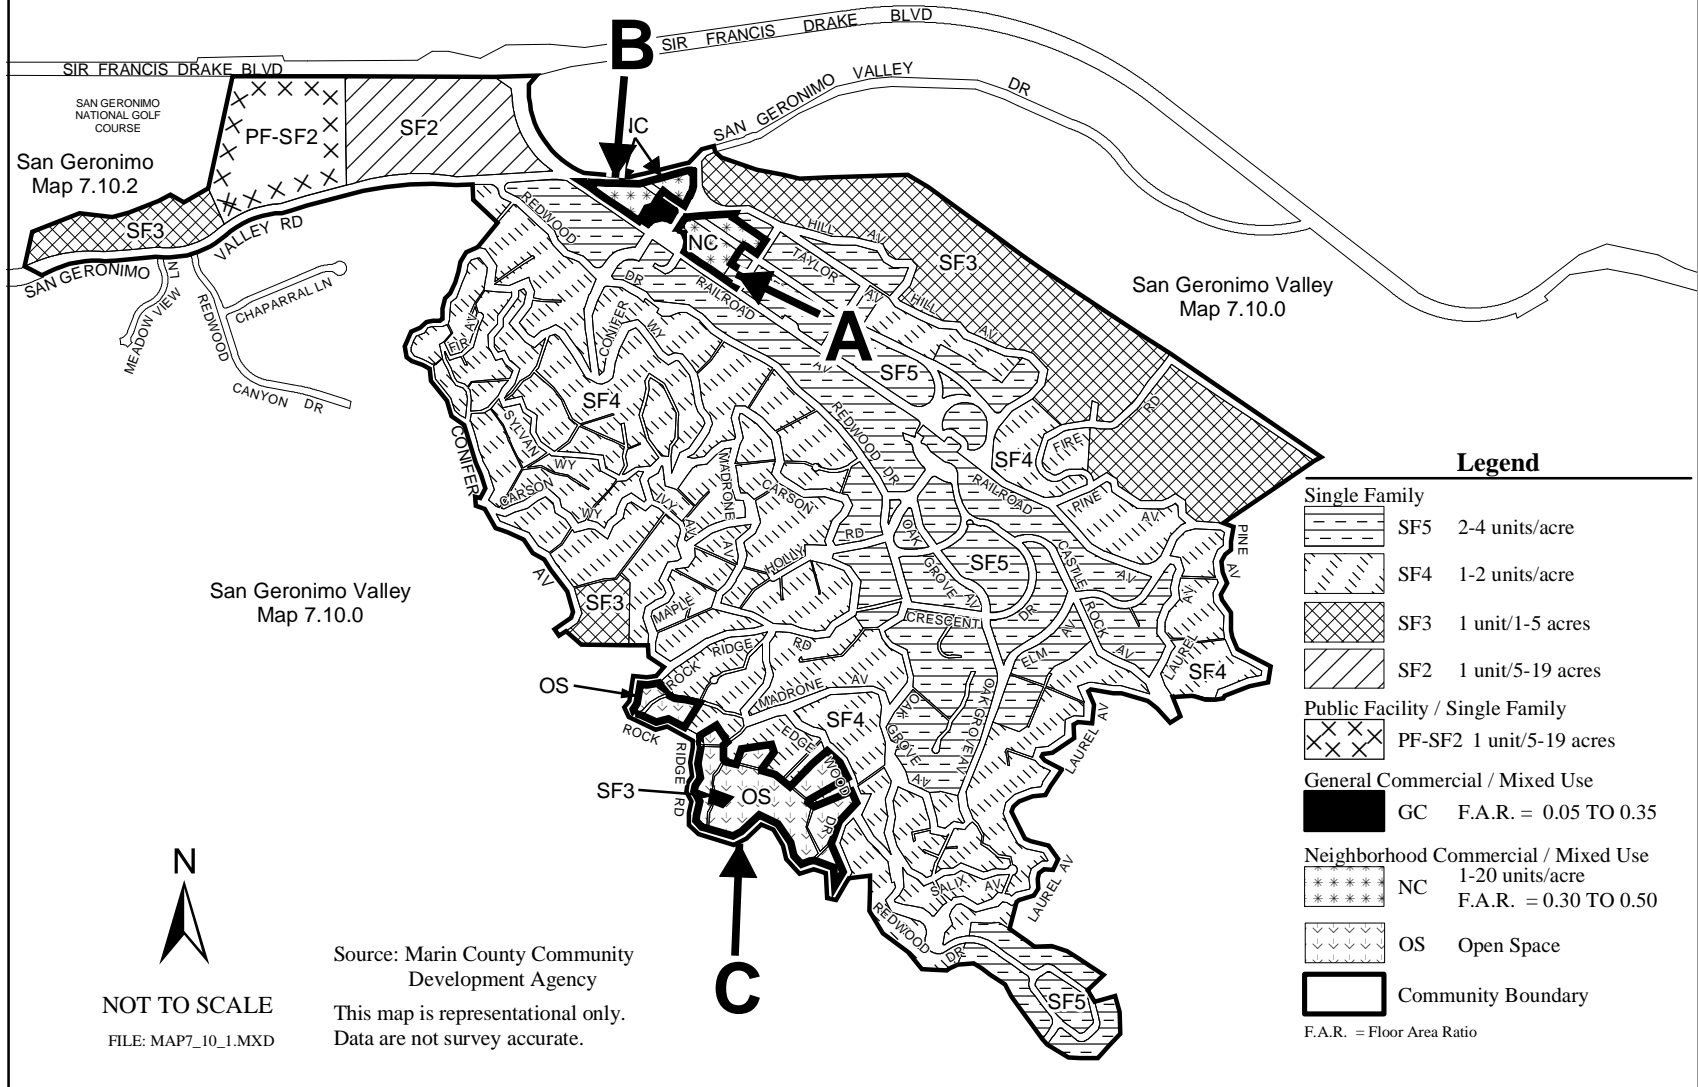 B
SIR FRANCIS DRAKE BLVD
SIR FRANCIS DRAKE BLVD
SAN GERONIMO
NATIONAL GOLF
COURSE
SAN GERONIMO VALLEY DR
PF-SF2
SF2
San Geronimo
Map 7.10.2
SF3
SAN GERONIMO VALLEY RD
MEADOW VIEW LN
REDWOOD CANYON DR
CHAPARRAL LN
REDWOOD DR
NC
HILL AV
TAYLOR AV
HILL AV
SF3
San Geronimo Valley
Map 7.10.0
RAILROAD AV
A
FIR AV
CONIFER WY
SF4
SF5
SYLVAN WY
CONIFER AV
CARSON WY
IVY AV
MADRONE AV
CARSON RD
REDWOOD DR
FIRE RD
SF4
RAILROAD AV
PINE AV
PINE AV
HOLLY
OAK GROVE AV
SF5
CASTLE ROCK AV
San Geronimo Valley
Map 7.10.0
SF3
MAPLE
CRESCENT DR
ELM AV
LAUREL AV
SF4
ROCK RIDGE RD
OS
MADRONE AV
SF4
OAK GROVE AV
OAK GROVE AV
LAUREL AV
ROCK RIDGE RD
EDGEWOOD DR
SF3
OS
C
SALIX AV
LAUREL AV
REDWOOD DR
SF5
Legend
Single Family
SF5 2-4 units/acre
SF4 1-2 units/acre
SF3 1 unit/1-5 acres
SF2 1 unit/5-19 acres
Public Facility / Single Family
PF-SF2 1 unit/5-19 acres
General Commercial / Mixed Use
GC F.A.R. = 0.05 TO 0.35
Neighborhood Commercial / Mixed Use
1-20 units/acre
NC
F.A.R. = 0.30 TO 0.50
OS Open Space
Community Boundary
F.A.R. = Floor Area Ratio
N
NOT TO SCALE
FILE: MAP7_10_1.MXD
Source: Marin County Community
Development Agency
This map is representational only.
Data are not survey accurate.